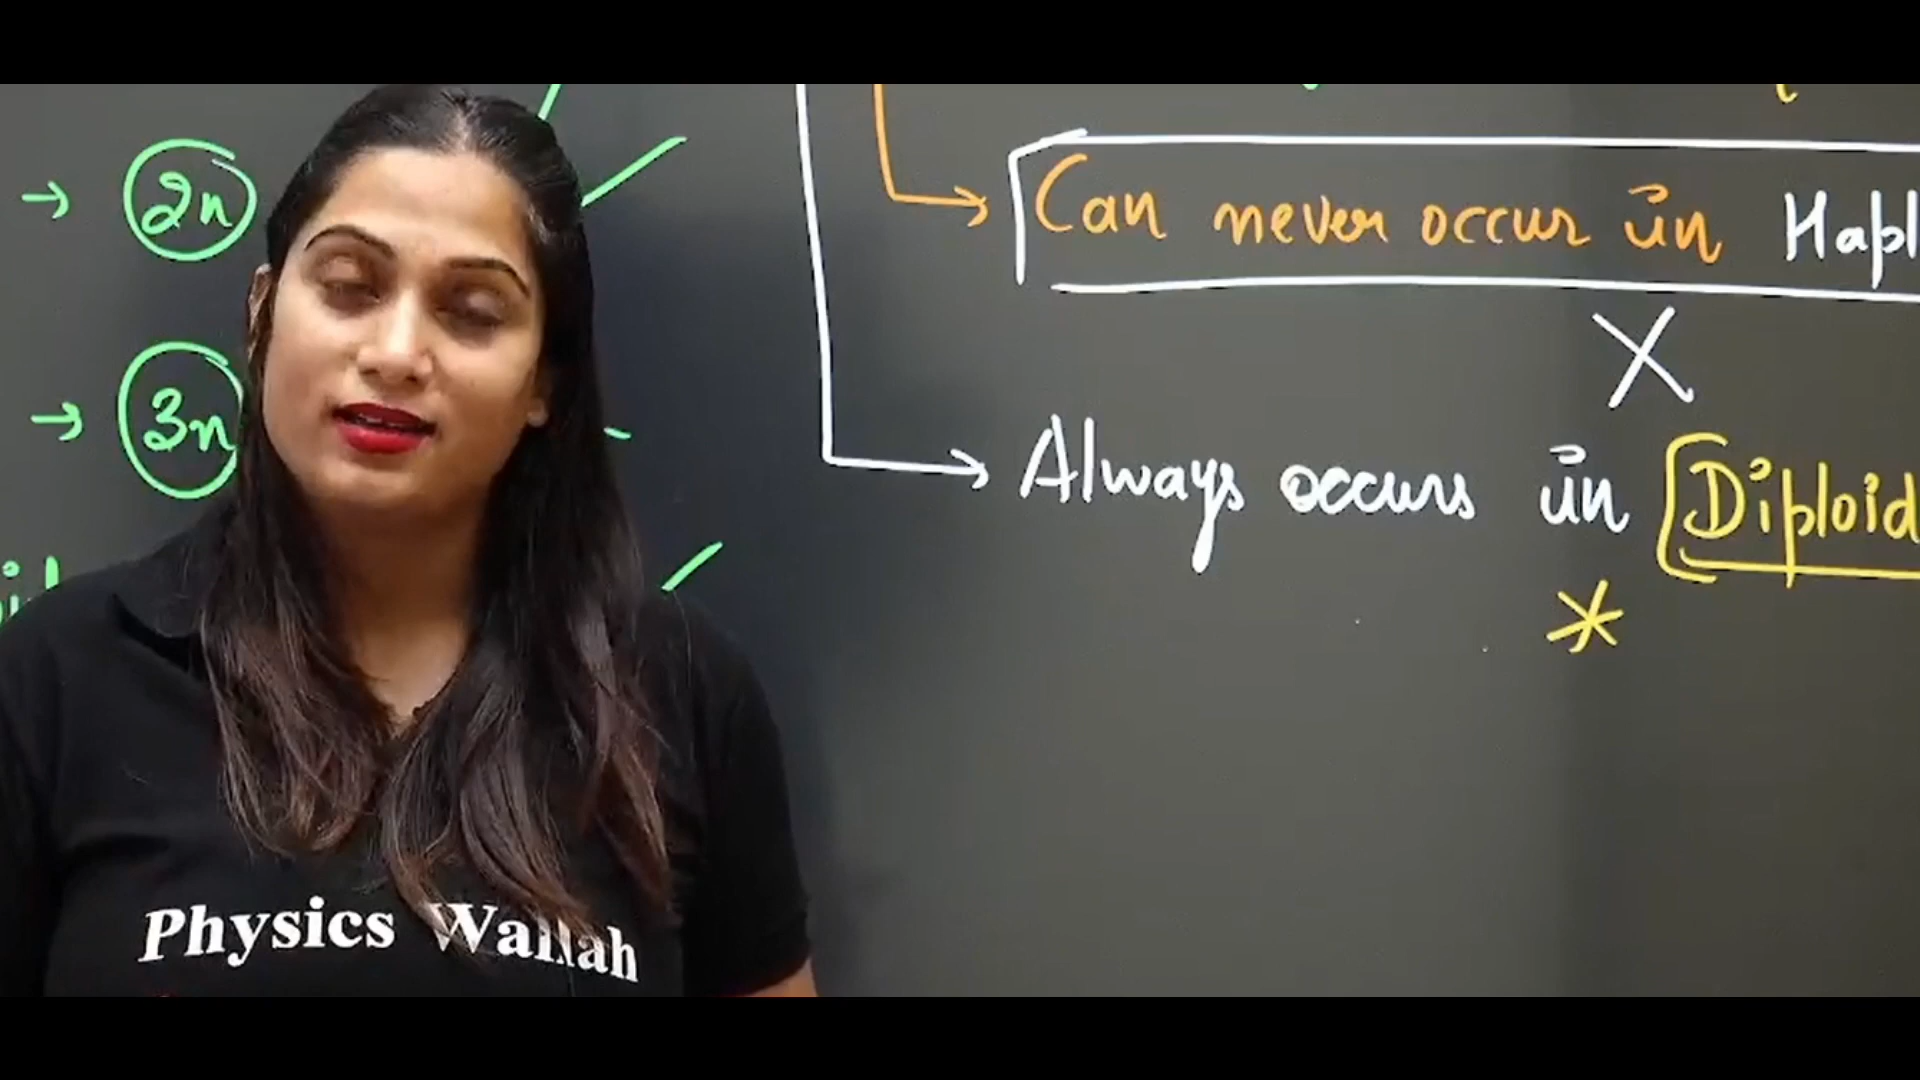 → 2n
Can never occur in Hapl
→ 3n
X
Always occurs in Diploid
*
Physics Wallah